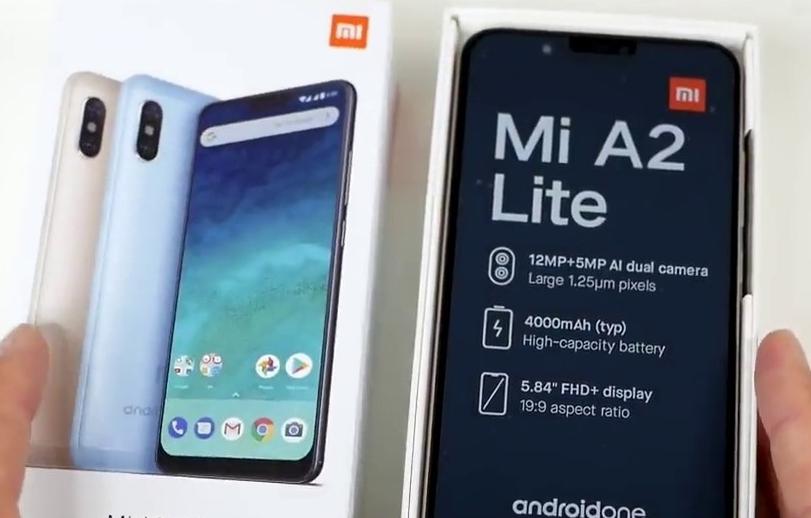 mi
mi
Mi A2
Lite
12MP+5MP AI dual camera
Large 1.25μm pixels
4000mAh (typ)
High-capacity battery
5.84" FHD+ display
19:9 aspect ratio
androidone